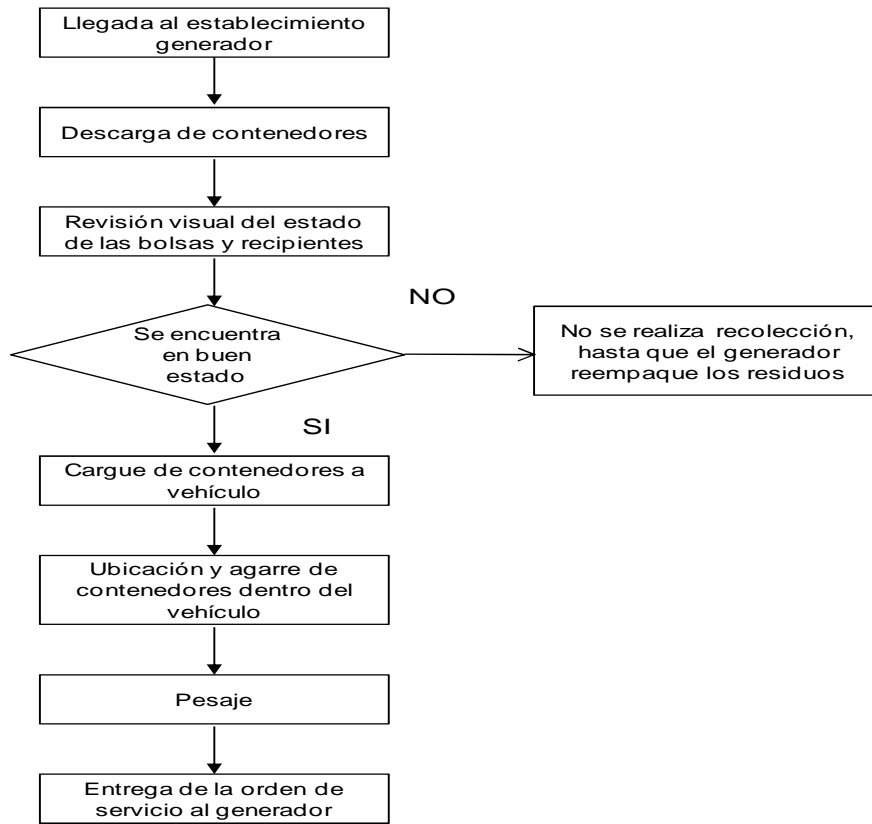 Llegada al establecimiento
generador
Descarga de contenedores
Revisión visual del estado
de las bolsas y recipientes
NO
Se encuentra
en buen
estado
No se realiza recolección,
hasta que el generador
reempaque los residuos
SI
Cargue de contenedores a
vehículo
Ubicación y agarre de
contenedores dentro del
vehículo
Pesaje
Entrega de la orden de
servicio al generador